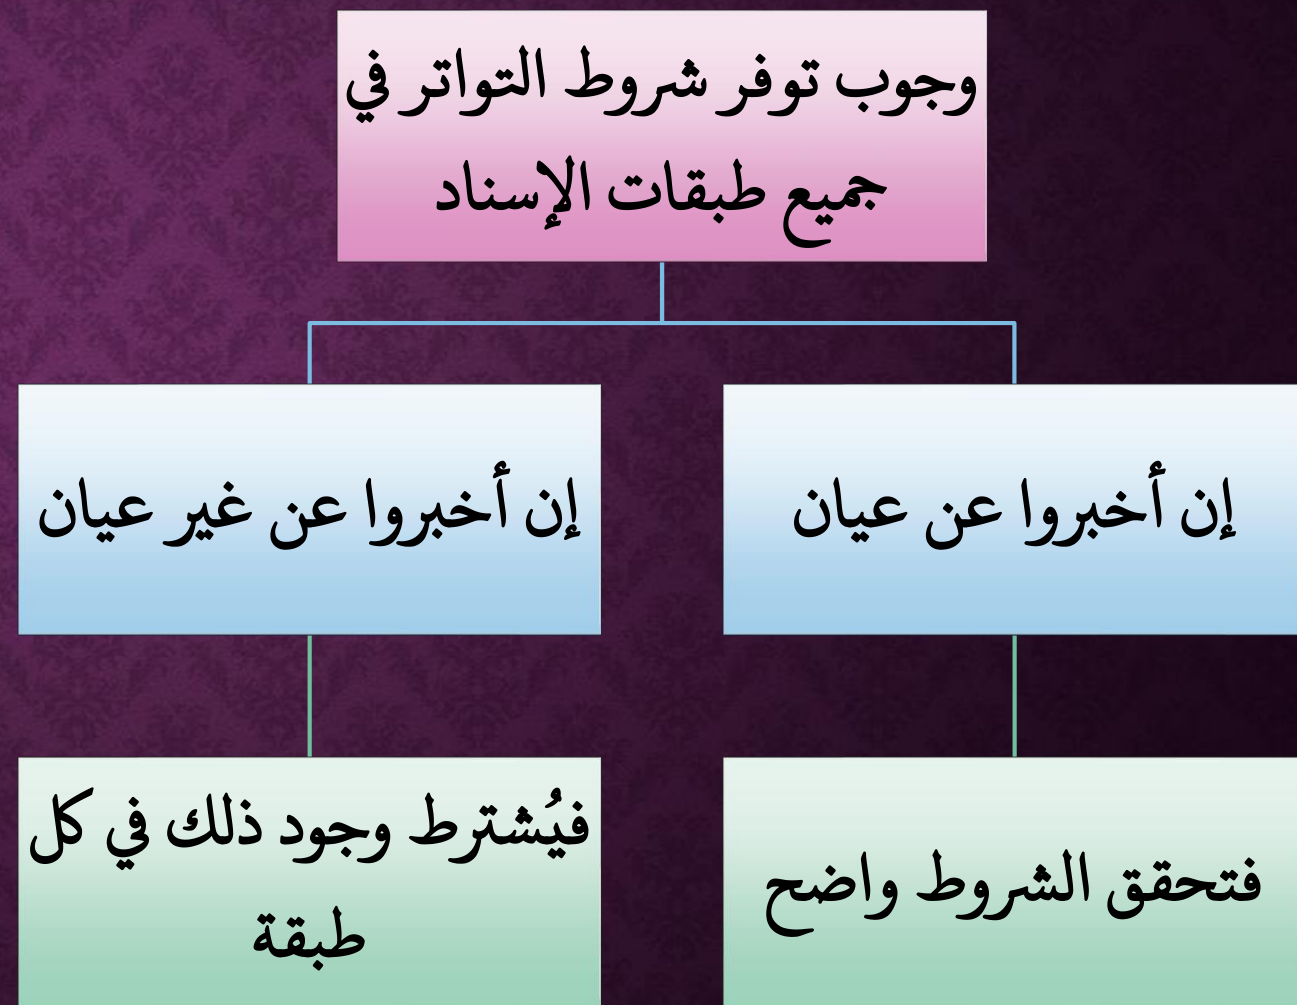 وجوب توفر شروط التواتر في
جميع طبقات الإسناد
إن أخبروا عن عيان
إن أخبروا عن غير عيان
فتحقق الشروط واضح
فيُشترط وجود ذلك في كل
طبقة